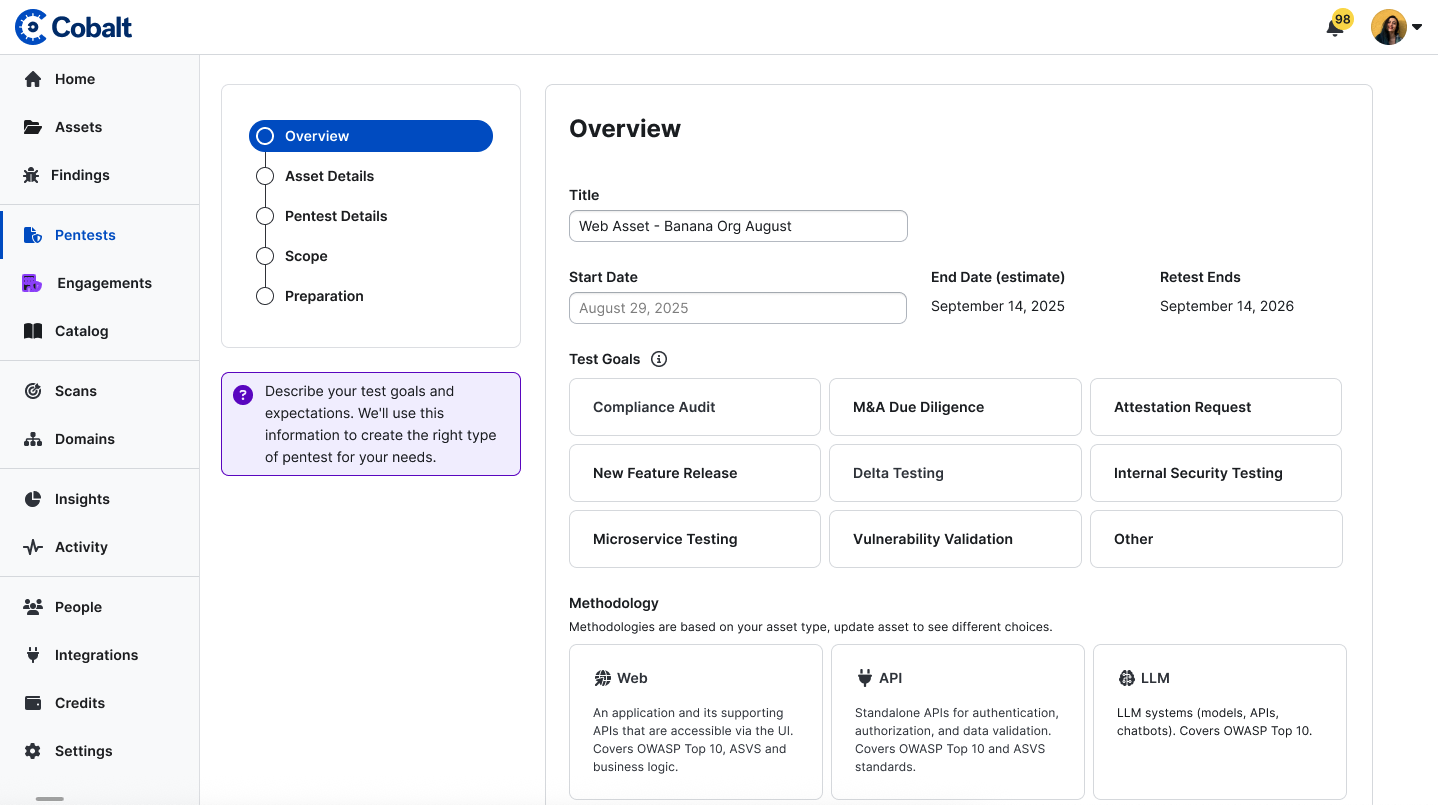 Cobalt
98
Home
Assets
Findings
Pentests
Engagements
Catalog
Scans
Domains
Insights
Activity
People
Integrations
Credits
Settings
Overview
Asset Details
Pentest Details
Scope
Preparation
?
Describe your test goals and
expectations. We'll use this
information to create the right type
of pentest for your needs.
Overview
Title
Web Asset - Banana Org August
Start Date
August 29, 2025
End Date (estimate)
September 14, 2025
Retest Ends
September 14, 2026
Test Goals
Compliance Audit
M&A Due Diligence
Attestation Request
New Feature Release
Delta Testing
Internal Security Testing
Microservice Testing
Vulnerability Validation
Other
Methodology
Methodologies are based on your asset type, update asset to see different choices.
Web
An application and its supporting
APIs that are accessible via the UI.
Covers OWASP Top 10, ASVS and
business logic.
API
Standalone APIs for authentication,
authorization, and data validation.
Covers OWASP Top 10 and ASVS
standards.
LLM
LLM systems (models, APIs,
chatbots). Covers OWASP Top 10.